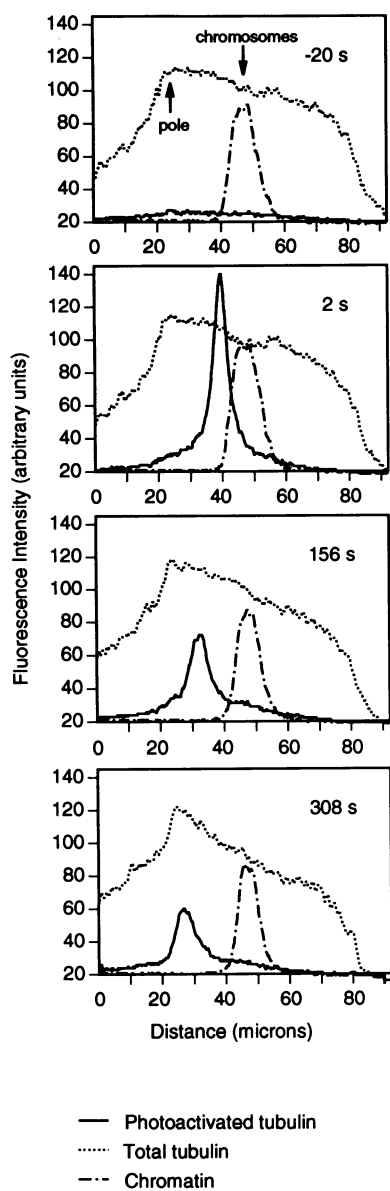 140
120
100
80
60
40
20
chromosomes
-20 s
pole
0 20 40 60 80
140
120
100
80
60
40
20
2 s
0 20 40 60 80
Fluorescence Intensity (arbitrary units)
140
120
100
80
60
40
20
156 s
0 20 40 60 80
140
120
100
80
60
40
20
308 s
0 20 40 60 80
Distance (microns)
Photoactivated tubulin
Total tubulin
Chromatin